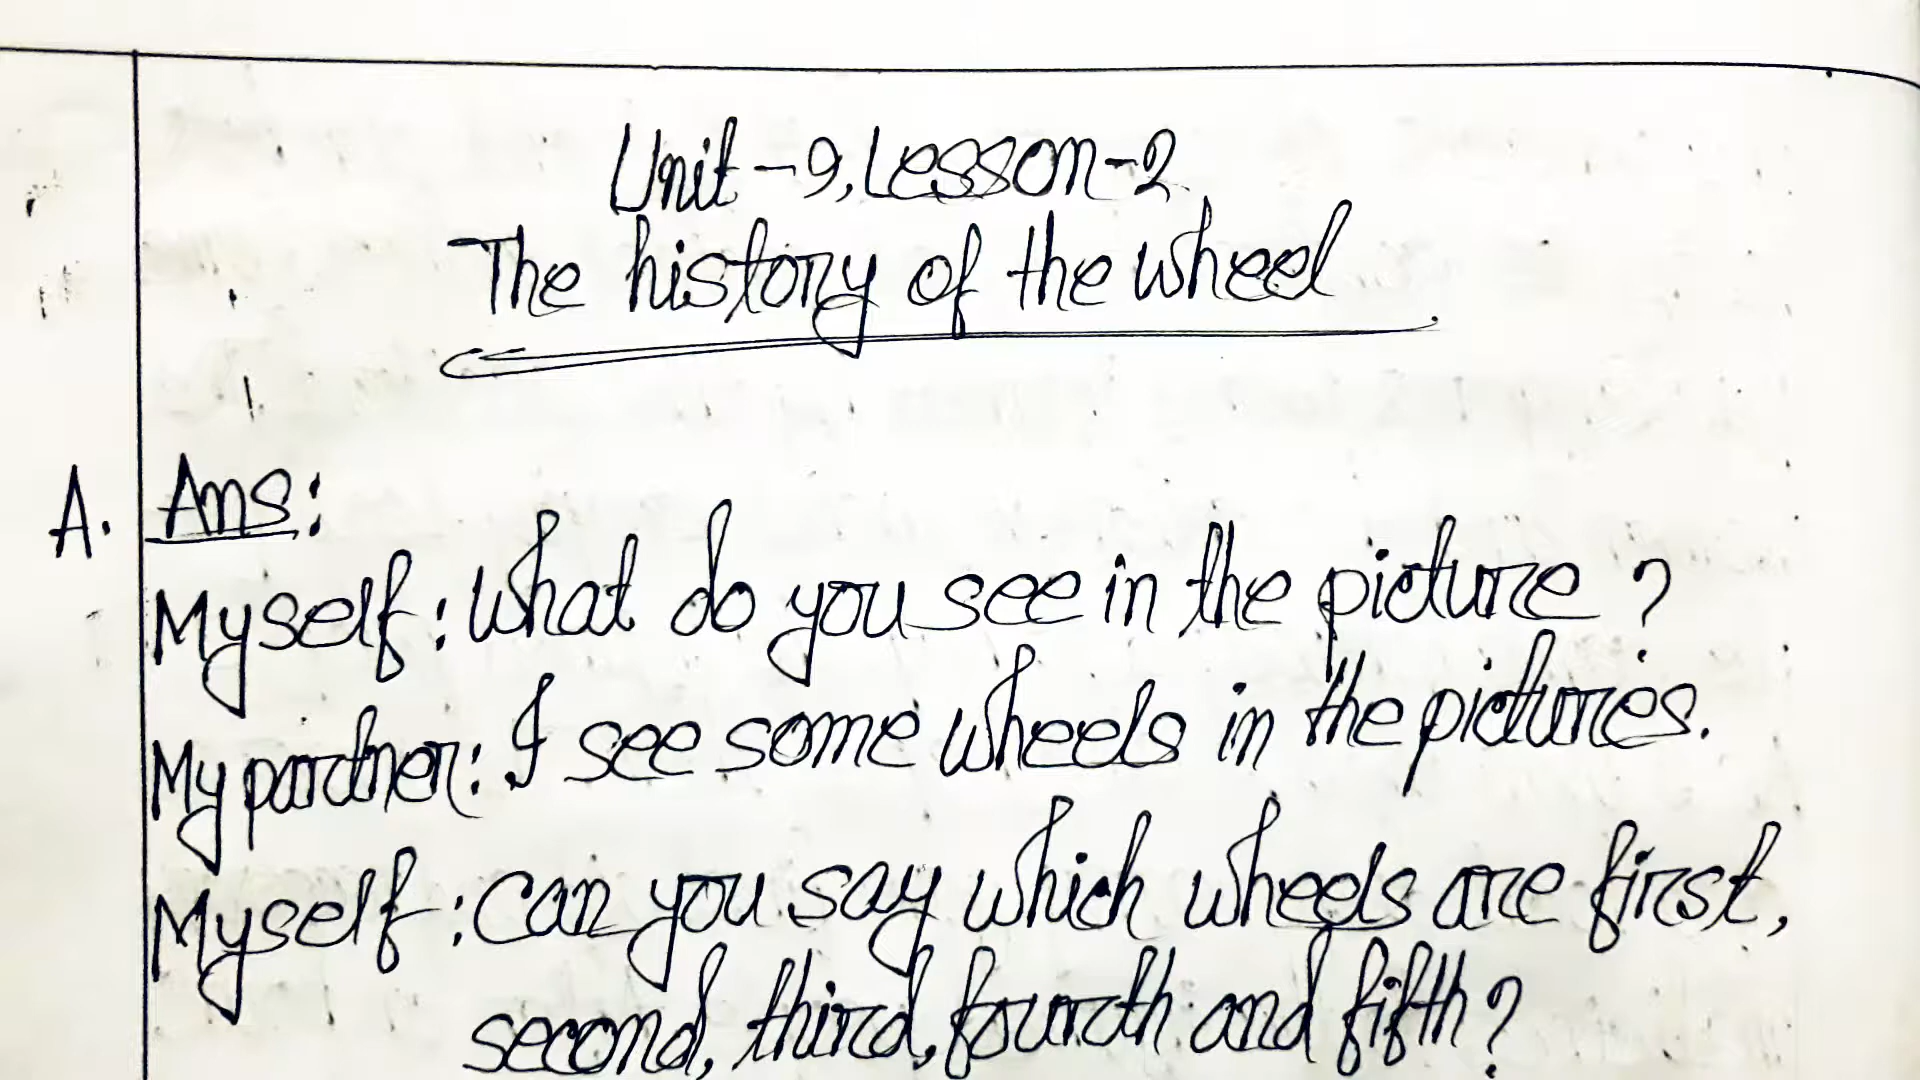 Unit-9, Lesson-2
The history of the wheel
A. Ans:
Myself: What do you see in the picture?
My partner: I see some wheels in the pictures.
Myself: Can you say which wheels are first,
second, third, fourth and fifth?